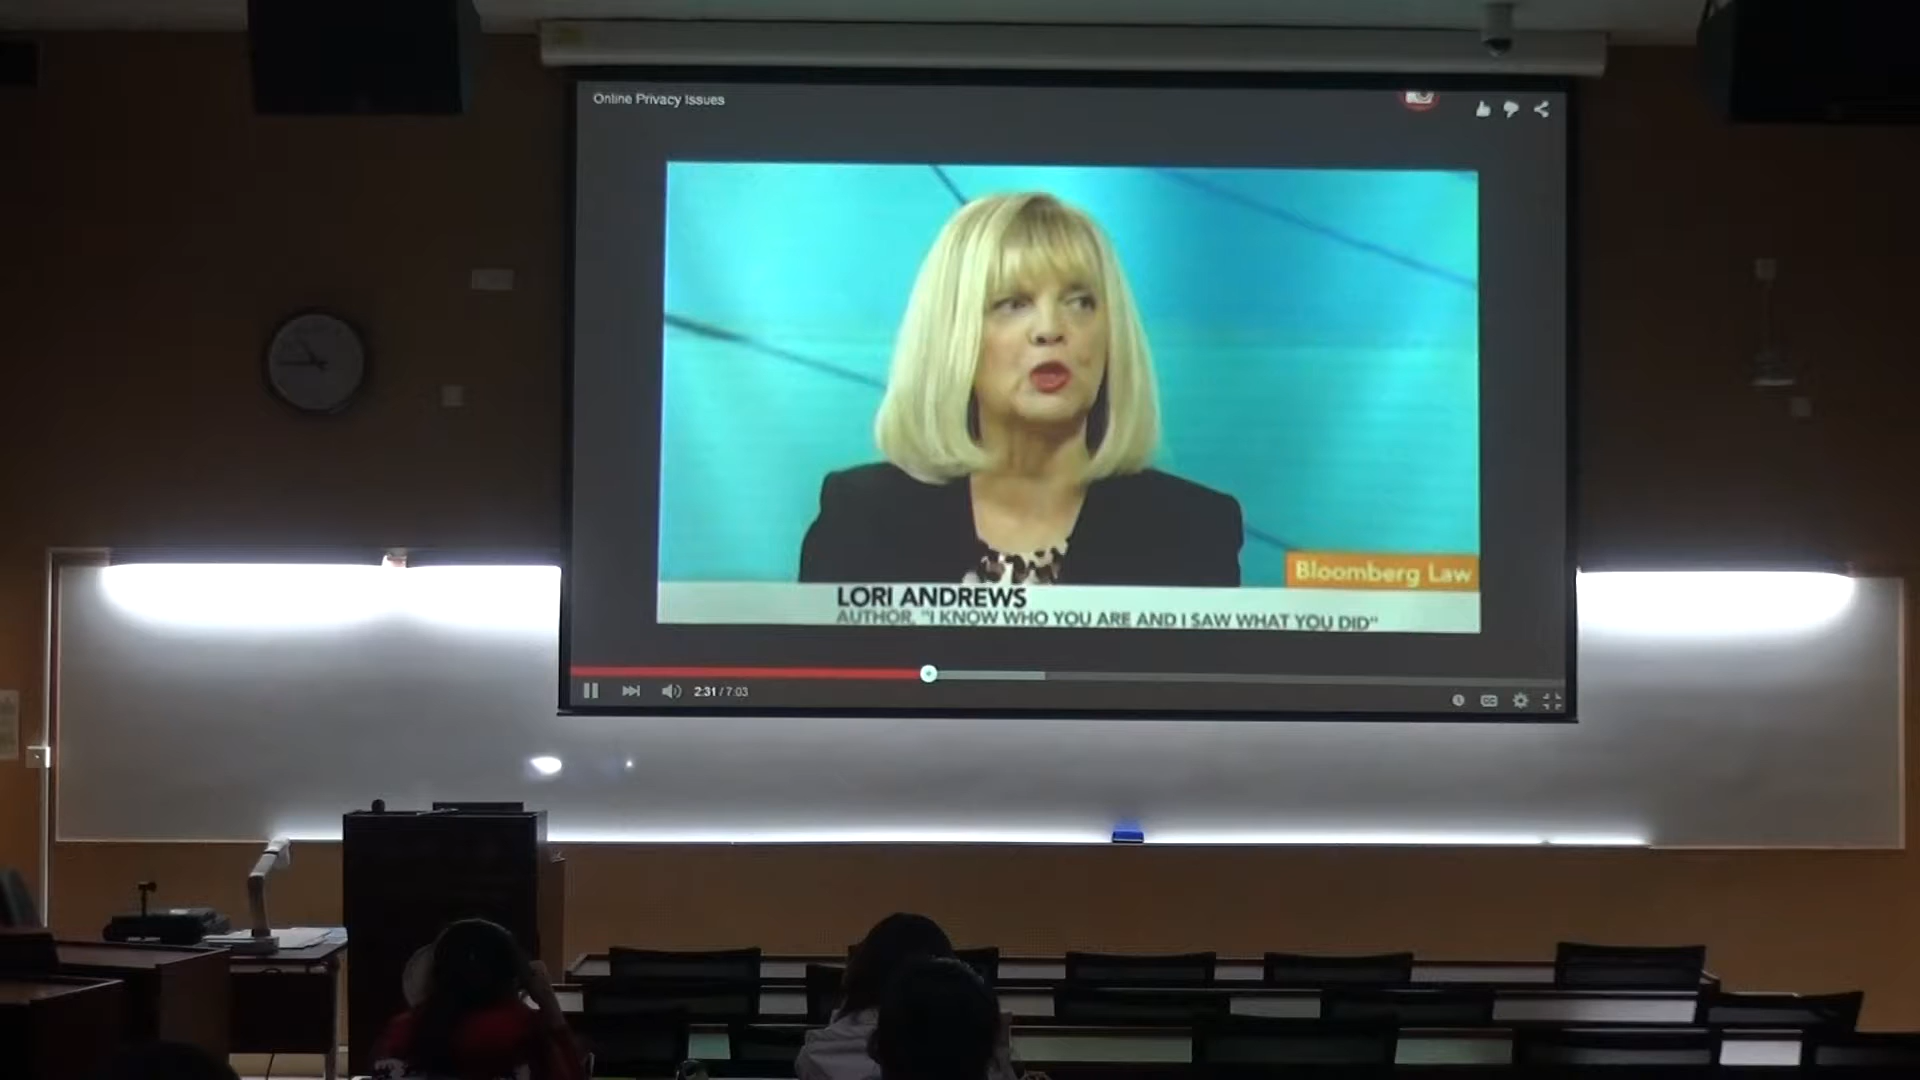 Online Privacy Issues
Bloomberg Law
LORI ANDREWS
AUTHOR, "I KNOW WHO YOU ARE AND I SAW WHAT YOU DID"
2:31 / 7:03